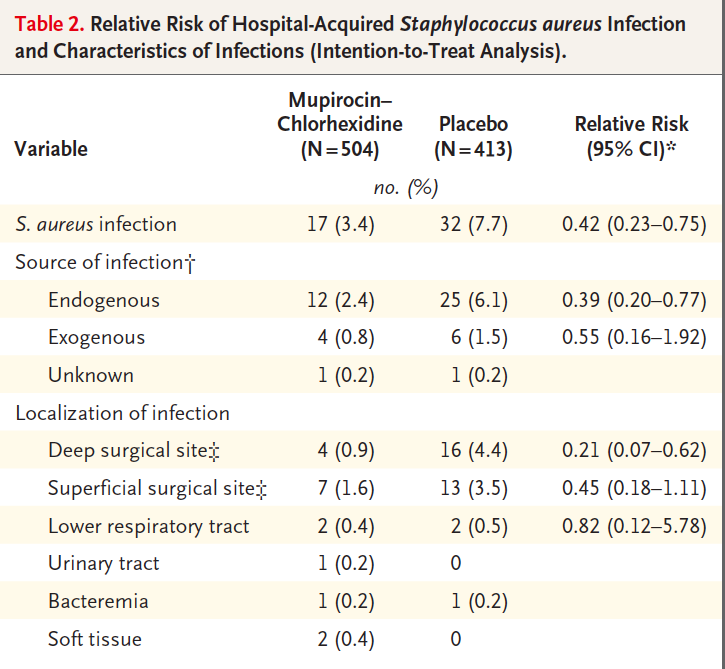 Table 2. Relative Risk of Hospital-Acquired Staphylococcus aureus Infection
and Characteristics of Infections (Intention-to-Treat Analysis).
Mupirocin–
Chlorhexidine Placebo Relative Risk
Variable (N=504) (N=413) (95% CI)*
no. (%)
S. aureus infection 17 (3.4) 32 (7.7) 0.42 (0.23–0.75)
Source of infection†
Endogenous 12 (2.4) 25 (6.1) 0.39 (0.20–0.77)
Exogenous 4 (0.8) 6 (1.5) 0.55 (0.16–1.92)
Unknown 1 (0.2) 1 (0.2)
Localization of infection
Deep surgical site‡ 4 (0.9) 16 (4.4) 0.21 (0.07–0.62)
Superficial surgical site‡ 7 (1.6) 13 (3.5) 0.45 (0.18–1.11)
Lower respiratory tract 2 (0.4) 2 (0.5) 0.82 (0.12–5.78)
Urinary tract 1 (0.2) 0
Bacteremia 1 (0.2) 1 (0.2)
Soft tissue 2 (0.4) 0